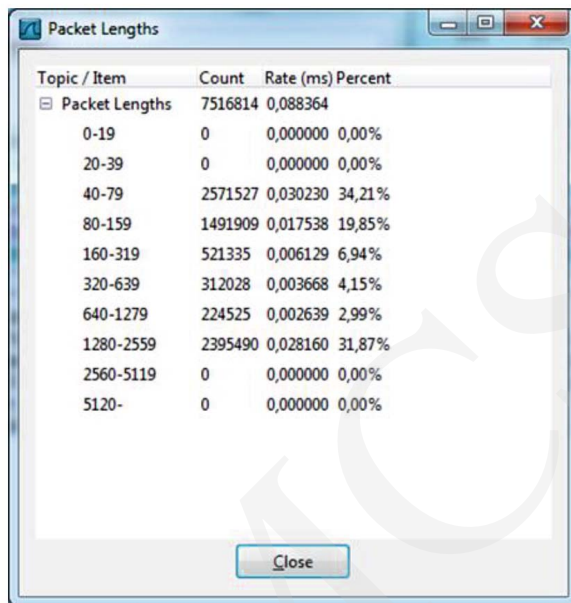 Packet Lengths
Topic / Item Count Rate (ms) Percent
Packet Lengths 7516814 0,088364
0-19 0 0,000000 0,00%
20-39 0 0,000000 0,00%
40-79 2571527 0,030230 34,21%
80-159 1491909 0,017538 19,85%
160-319 521335 0,006129 6,94%
320-639 312028 0,003668 4,15%
640-1279 224525 0,002639 2,99%
1280-2559 2395490 0,028160 31,87%
2560-5119 0 0,000000 0,00%
5120- 0 0,000000 0,00%
Close